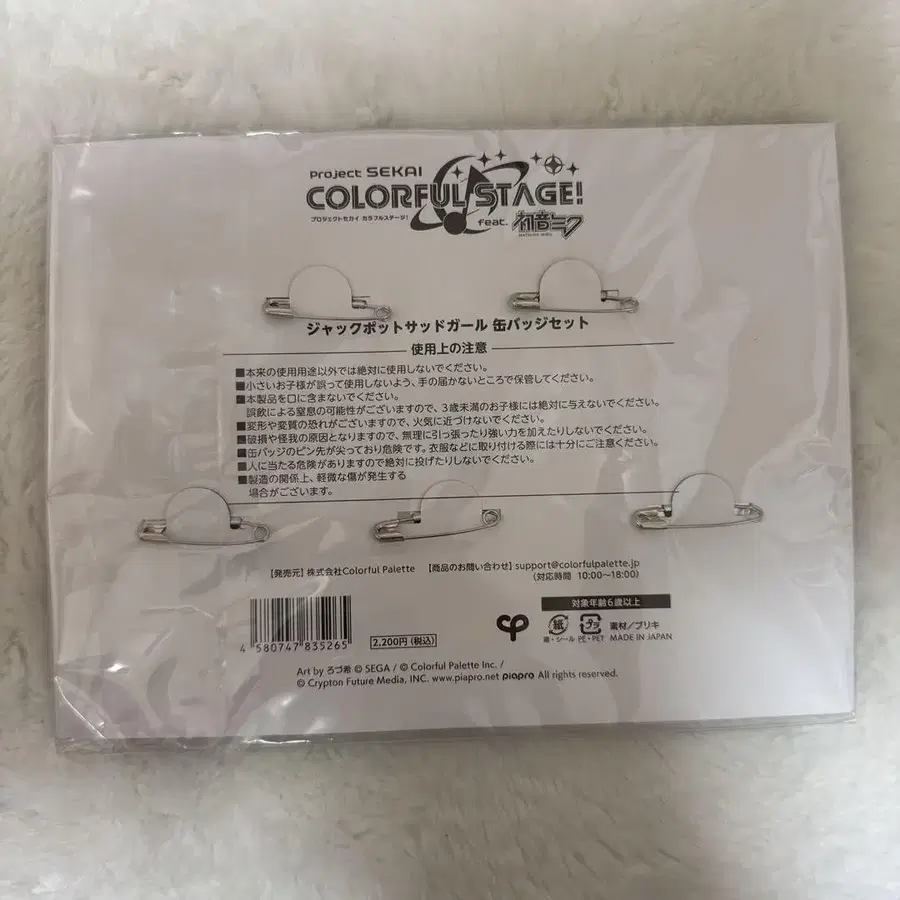 Project SEKAI
COLORFUL STAGE!
プロジェクトセカイ カラフルステージ!
feat. 初音ミク
HATSUNE MIKU
ジャックポットサッドガール 缶バッジセット
使用上の注意
■本来の使用用途以外では絶対に使用しないでください。
■小さいお子様が誤って使用しないよう、手の届かないところで保管してください。
■本製品を口に含まないでください。
誤飲による窒息の可能性がございますので、3歳未満のお子様には絶対に与えないでください。
■変形や変質の恐れがございますので、火気に近づけないでください。
■破損や怪我の原因となりますので、無理に引っ張ったり強い力を加えたりしないでください。
■缶バッジのピン先が尖っており危険です。衣服などに取り付ける際には十分にご注意ください。
■人に当たる危険がありますので絶対に投げたりしないでください。
■製造の関係上、軽微な傷が発生する
場合がございます。
【発売元】株式会社Colorful Palette 【商品のお問い合わせ】support@colorfulpalette.jp
(対応時間 10:00~18:00)
対象年齢6歳以上
4 580747 835265
2,200円(税込)
紙 プラ 素材/ブリキ
箱・シール PE・PET MADE IN JAPAN
Art by ろづ希 © SEGA / © Colorful Palette Inc. /
© Crypton Future Media, INC. www.piapro.net piapro All rights reserved.